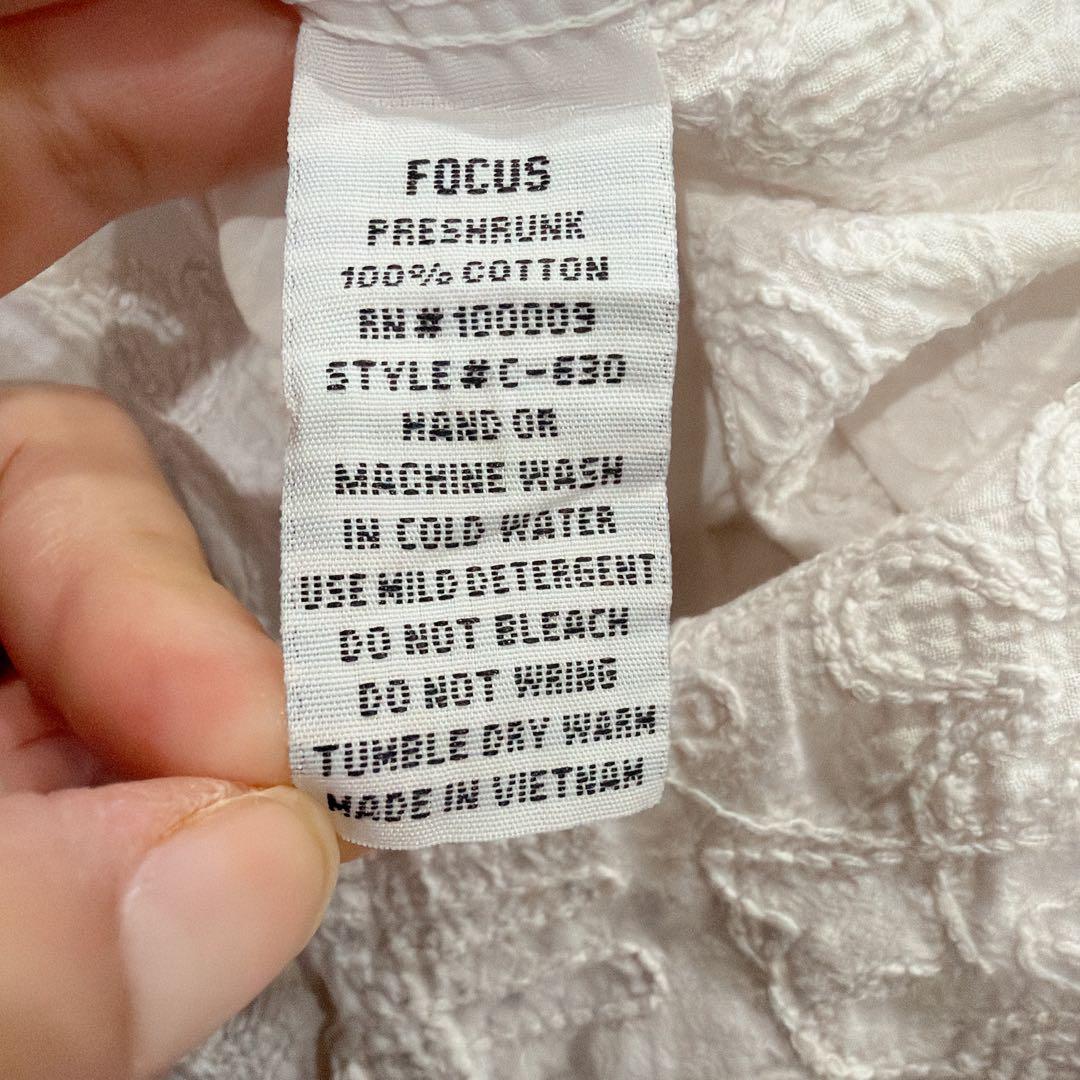 FOCUS
PRESHRUNK
100% COTTON
RN #100003
STYLE#C-630
HAND OR
MACHINE WASH
IN COLD WATER
USE MILD DETERGENT
DO NOT BLEACH
DO NOT WRING
TUMBLE DRY WARM
MADE IN VIETNAM